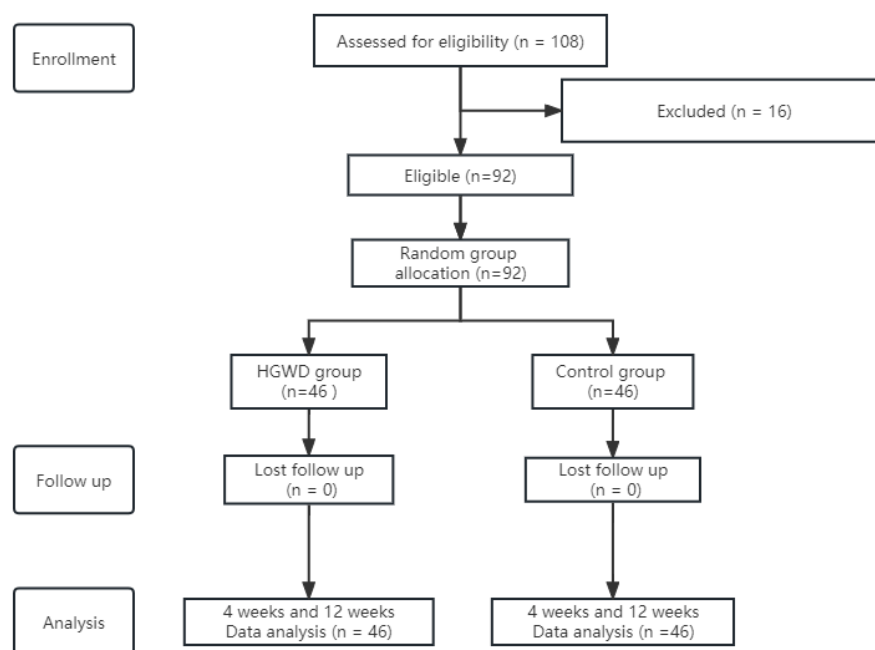 Enrollment
Assessed for eligibility (n = 108)
Excluded (n = 16)
Eligible (n=92)
Random group
allocation (n=92)
HGWD group
(n=46 )
Control group
(n=46)
Follow up
Lost follow up
(n = 0)
Lost follow up
(n = 0)
Analysis
4 weeks and 12 weeks
Data analysis (n = 46)
4 weeks and 12 weeks
Data analysis (n =46)